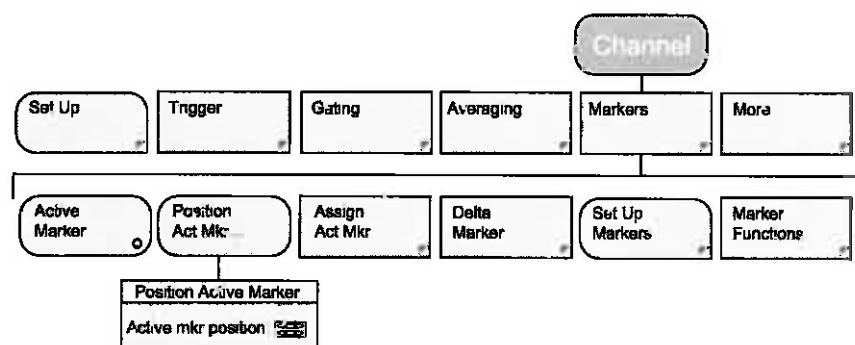 Channel
Set Up
Trigger
Gating
Averaging
Markers
More
Active
Marker
Position
Act Mkr
Assign
Act Mkr
Delta
Marker
Set Up
Markers
Marker
Functions
Position Active Marker
Active mkr position